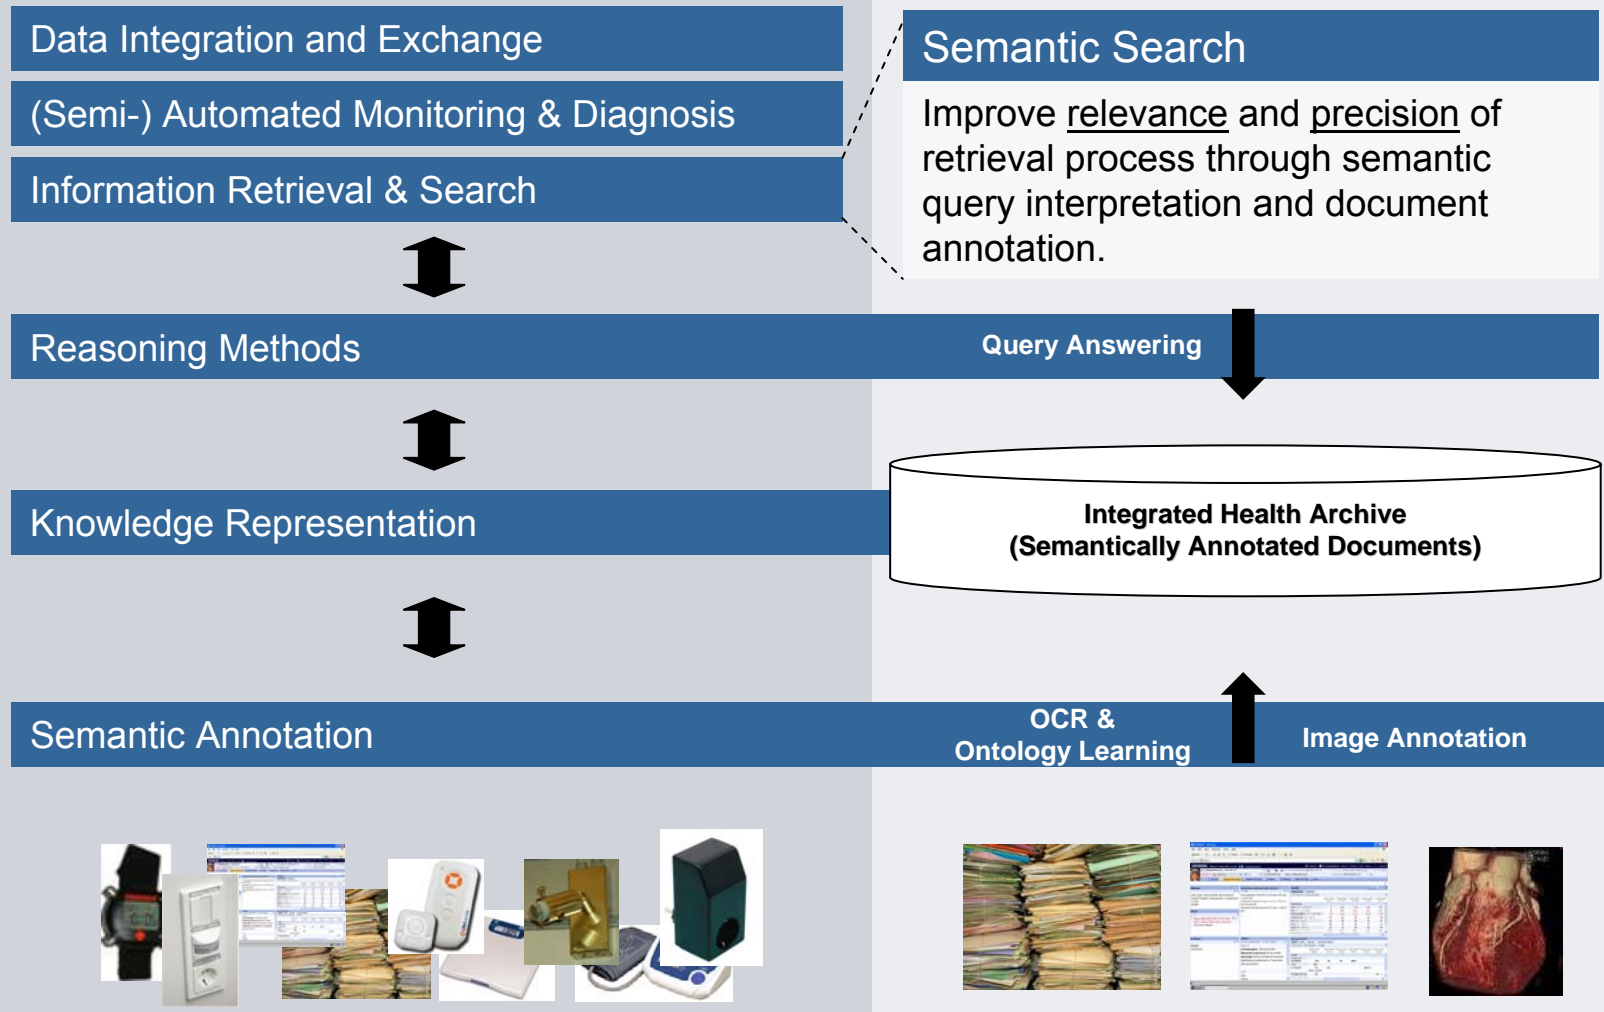 Data Integration and Exchange
(Semi-) Automated Monitoring & Diagnosis
Information Retrieval & Search
Semantic Search
Improve relevance and precision of
retrieval process through semantic
query interpretation and document
annotation.
Reasoning Methods
Query Answering
Knowledge Representation
Integrated Health Archive
(Semantically Annotated Documents)
Semantic Annotation
OCR &
Ontology Learning
Image Annotation